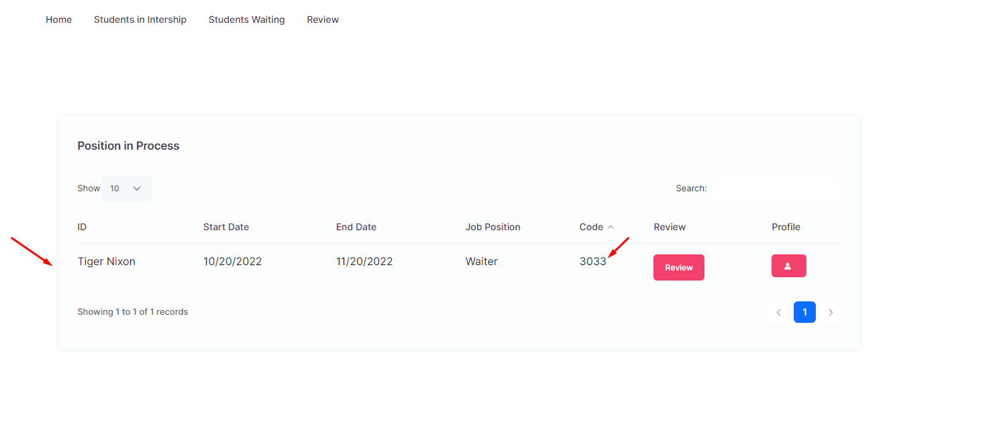 Home Students in Intership Students Waiting Review
Position in Process
Show 10 Search:
ID Start Date End Date Job Position Code Review Profile
Tiger Nixon 10/20/2022 11/20/2022 Waiter 3033 Review
Showing 1 to 1 of 1 records 1